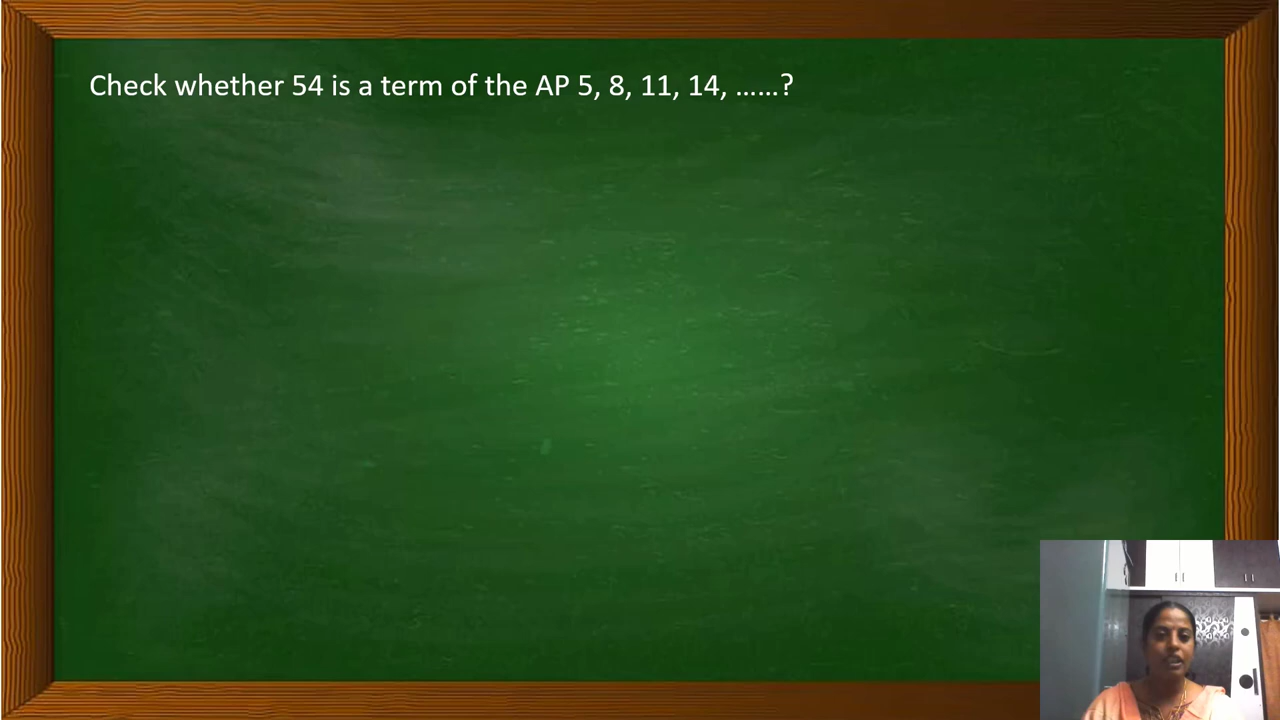 Check whether 54 is a term of the AP 5, 8, 11, 14, ......?